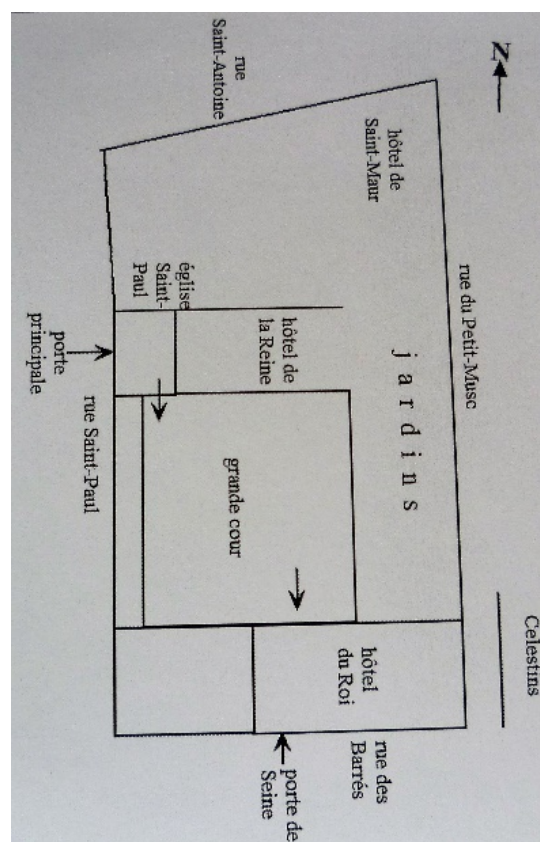 N
rue
Saint-Antoine
hôtel de
Saint-Maur
rue du Petit-Musc
église
Saint-
Paul
hôtel de
la Reine
jardins
porte
principale
rue Saint-Paul
grande cour
Celestins
hôtel
du Roi
rue des
Barrés
porte de
Seine